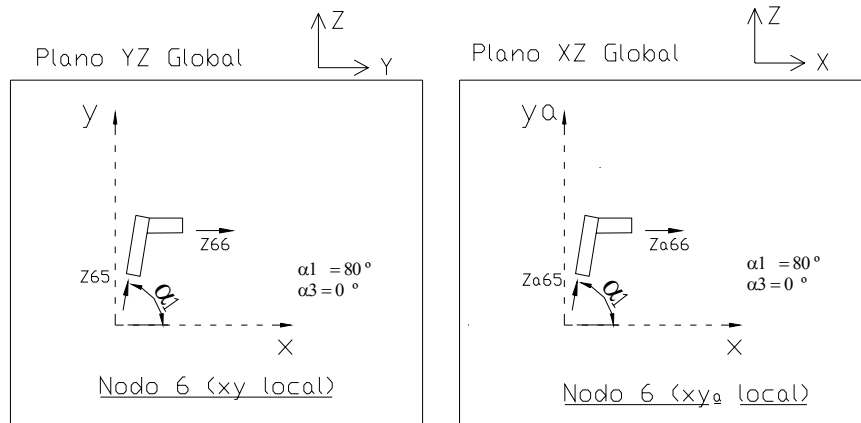 Z
Plano YZ Global
Y
y
Z66
Z65
α1 = 80 º
α3=0 º
α1
x
Nodo 6 (xy local)
Z
Plano XZ Global
X
ya
Za66
Za65
α1 = 80 º
α3=0 º
α1
x
Nodo 6 (xya local)